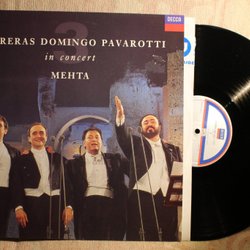 DECCA
RERAS DOMINGO PAVAROTTI
in concert
MEHTA